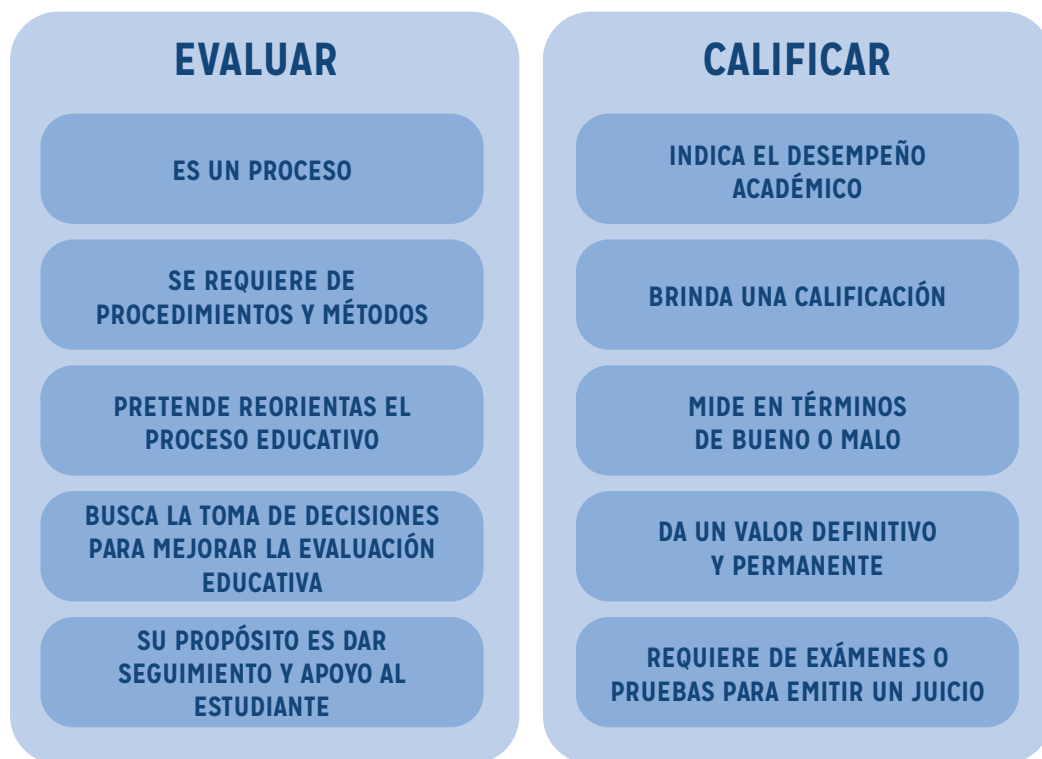 EVALUAR
ES UN PROCESO
SE REQUIERE DE
PROCEDIMIENTOS Y MÉTODOS
PRETENDE REORIENTAS EL
PROCESO EDUCATIVO
BUSCA LA TOMA DE DECISIONES
PARA MEJORAR LA EVALUACIÓN
EDUCATIVA
SU PROPÓSITO ES DAR
SEGUIMIENTO Y APOYO AL
ESTUDIANTE
CALIFICAR
INDICA EL DESEMPEÑO
ACADÉMICO
BRINDA UNA CALIFICACIÓN
MIDE EN TÉRMINOS
DE BUENO O MALO
DA UN VALOR DEFINITIVO
Y PERMANENTE
REQUIERE DE EXÁMENES O
PRUEBAS PARA EMITIR UN JUICIO